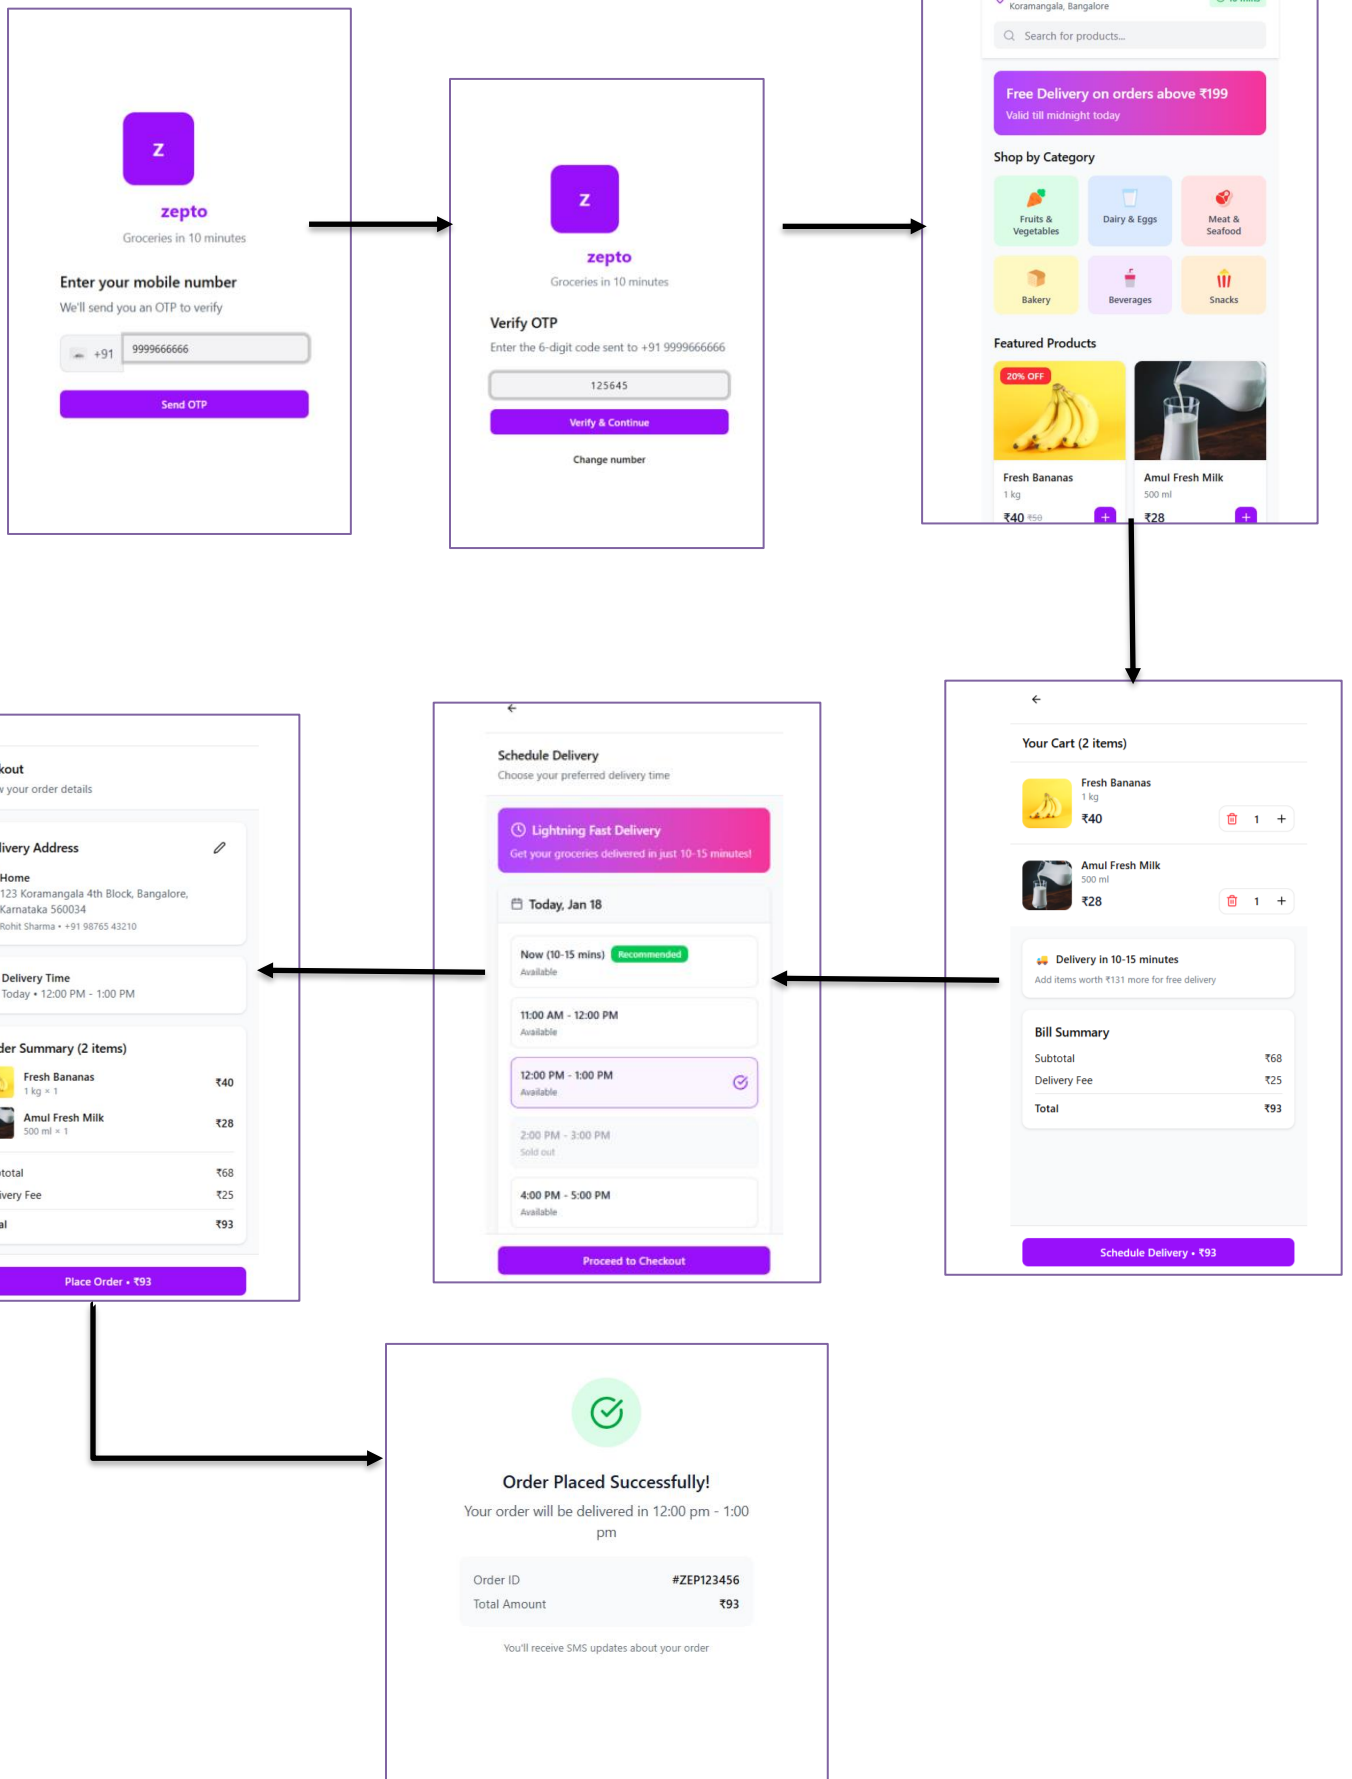 z
zepto
Groceries in 10 minutes
Enter your mobile number
We'll send you an OTP to verify
+91 9999666666
Send OTP
z
zepto
Groceries in 10 minutes
Verify OTP
Enter the 6-digit code sent to +91 9999666666
125645
Verify & Continue
Change number
Koramangala, Bangalore
Search for products...
Free Delivery on orders above ₹199
Valid till midnight today
Shop by Category
Fruits &
Vegetables
Dairy & Eggs
Meat &
Seafood
Bakery
Beverages
Snacks
Featured Products
20% OFF
Fresh Bananas
1 kg
₹40 ₹50
+
Amul Fresh Milk
500 ml
₹28
+
Your Cart (2 items)
Fresh Bananas
1 kg
₹40
1 +
Amul Fresh Milk
500 ml
₹28
1 +
Delivery in 10-15 minutes
Add items worth ₹131 more for free delivery
Bill Summary
Subtotal ₹68
Delivery Fee ₹25
Total ₹93
Schedule Delivery • ₹93
Schedule Delivery
Choose your preferred delivery time
Lightning Fast Delivery
Get your groceries delivered in just 10-15 minutes!
Today, Jan 18
Now (10-15 mins) Recommended
Available
11:00 AM - 12:00 PM
Available
12:00 PM - 1:00 PM
Available
2:00 PM - 3:00 PM
Sold out
4:00 PM - 5:00 PM
Available
Proceed to Checkout
kout
w your order details
livery Address
Home
123 Koramangala 4th Block, Bangalore,
Karnataka 560034
Rohit Sharma • +91 98765 43210
Delivery Time
Today • 12:00 PM - 1:00 PM
der Summary (2 items)
Fresh Bananas ₹40
1 kg × 1
Amul Fresh Milk ₹28
500 ml × 1
total ₹68
ivery Fee ₹25
al ₹93
Place Order • ₹93
Order Placed Successfully!
Your order will be delivered in 12:00 pm - 1:00
pm
Order ID #ZEP123456
Total Amount ₹93
You'll receive SMS updates about your order